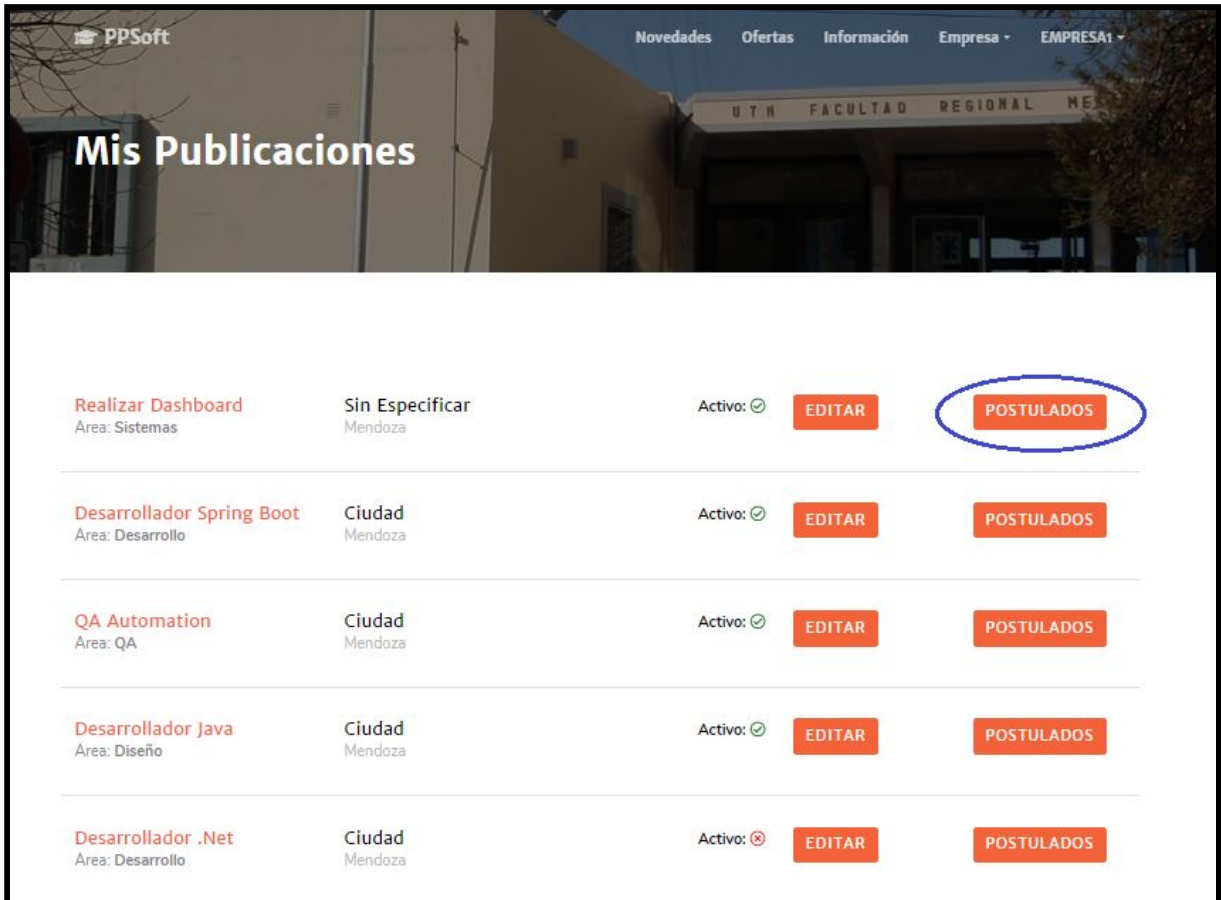 PPSoft
Novedades Ofertas Información Empresa EMPRESA1
UTN FACULTAD REGIONAL
Mis Publicaciones
Realizar Dashboard Sin Especificar Activo: EDITAR POSTULADOS
Area: Sistemas Mendoza
Desarrollador Spring Boot Ciudad Activo: EDITAR POSTULADOS
Area: Desarrollo Mendoza
QA Automation Ciudad Activo: EDITAR POSTULADOS
Area: QA Mendoza
Desarrollador Java Ciudad Activo: EDITAR POSTULADOS
Area: Diseño Mendoza
Desarrollador .Net Ciudad Activo: EDITAR POSTULADOS
Area: Desarrollo Mendoza